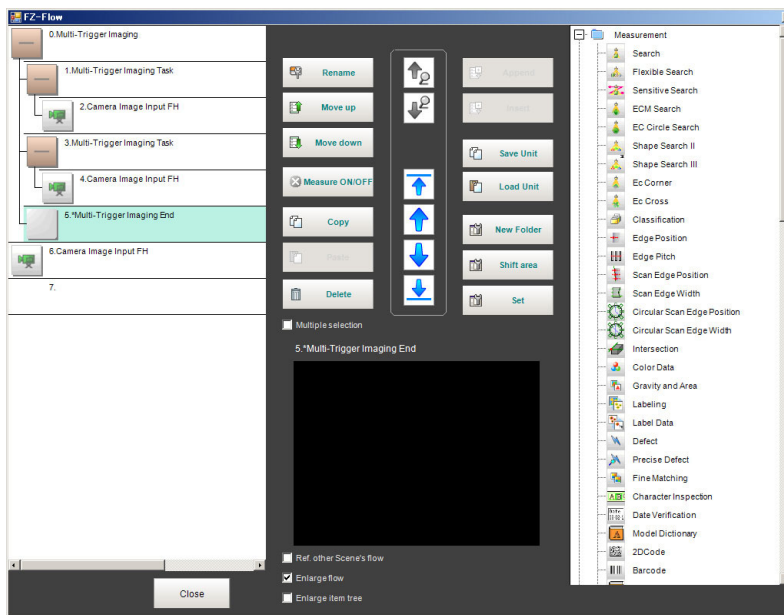 FZ-Flow
0.Multi-Trigger Imaging
1.Multi-Trigger Imaging Task
2.Camera Image Input FH
3.Multi-Trigger Imaging Task
4.Camera Image Input FH
5.*Multi-Trigger Imaging End
6.Camera Image Input FH
7.
Close
Rename
Move up
Move down
Measure ON/OFF
Copy
Paste
Delete
Append
Insert
Save Unit
Load Unit
New Folder
Shift area
Set
Multiple selection
5.*Multi-Trigger Imaging End
Ref. other Scene's flow
Enlarge flow
Enlarge item tree
Measurement
Search
Flexible Search
Sensitive Search
ECM Search
EC Circle Search
Shape Search II
Shape Search III
Ec Corner
Ec Cross
Classification
Edge Position
Edge Pitch
Scan Edge Position
Scan Edge Width
Circular Scan Edge Position
Circular Scan Edge Width
Intersection
Color Data
Gravity and Area
Labeling
Label Data
Defect
Precise Defect
Fine Matching
Character Inspection
Date Verification
Model Dictionary
2DCode
Barcode